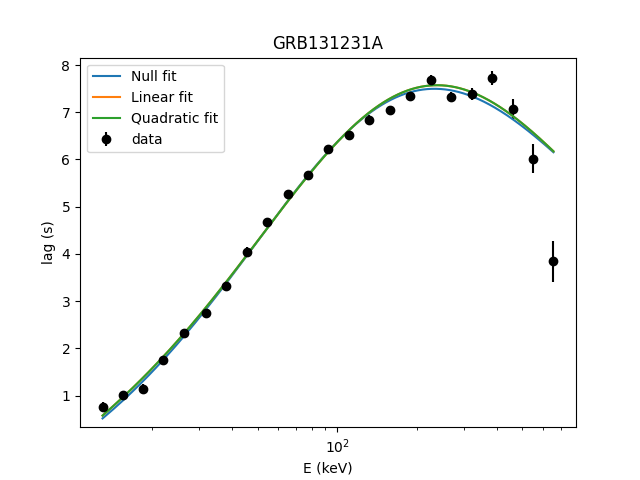 GRB131231A
Null fit
Linear fit
Quadratic fit
data
8
7
6
5
4
3
2
1
lag (s)
10²
E (keV)